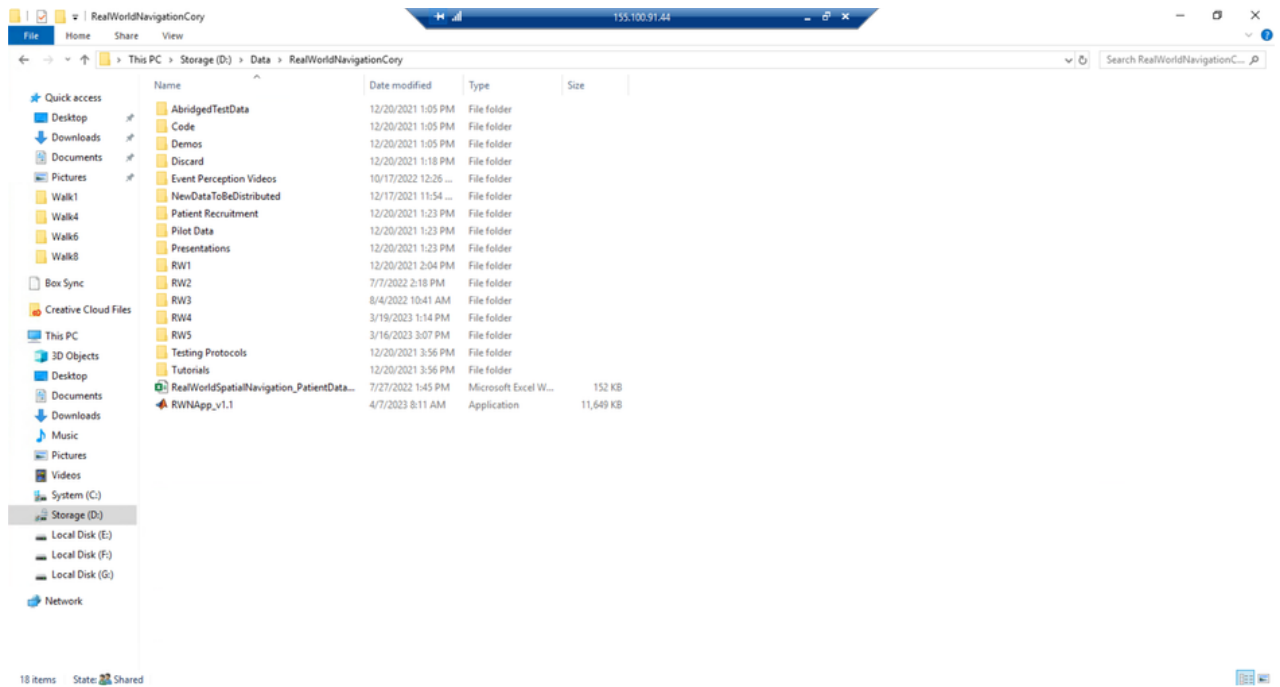 RealWorldNavigationCory
155.100.91.44
File Home Share View
This PC > Storage (D:) > Data > RealWorldNavigationCory
Search RealWorldNavigationC...
Name Date modified Type Size
Quick access
Desktop
Downloads
Documents
Pictures
Walk1
Walk4
Walk6
Walk8
Box Sync
Creative Cloud Files
This PC
3D Objects
Desktop
Documents
Downloads
Music
Pictures
Videos
System (C:)
Storage (D:)
Local Disk (E:)
Local Disk (F:)
Local Disk (G:)
Network
AbridgedTestData 12/20/2021 1:05 PM File folder
Code 12/20/2021 1:05 PM File folder
Demos 12/20/2021 1:05 PM File folder
Discard 12/20/2021 1:18 PM File folder
Event Perception Videos 10/17/2022 12:26 ... File folder
NewDataToBeDistributed 12/17/2021 11:54 ... File folder
Patient Recruitment 12/20/2021 1:23 PM File folder
Pilot Data 12/20/2021 1:23 PM File folder
Presentations 12/20/2021 1:23 PM File folder
RW1 12/20/2021 2:04 PM File folder
RW2 7/7/2022 2:18 PM File folder
RW3 8/4/2022 10:41 AM File folder
RW4 3/19/2023 1:14 PM File folder
RW5 3/16/2023 3:07 PM File folder
Testing Protocols 12/20/2021 3:56 PM File folder
Tutorials 12/20/2021 3:56 PM File folder
RealWorldSpatialNavigation_PatientData... 7/27/2022 1:45 PM Microsoft Excel W... 152 KB
RWNApp_v1.1 4/7/2023 8:11 AM Application 11,649 KB
18 items State: Shared